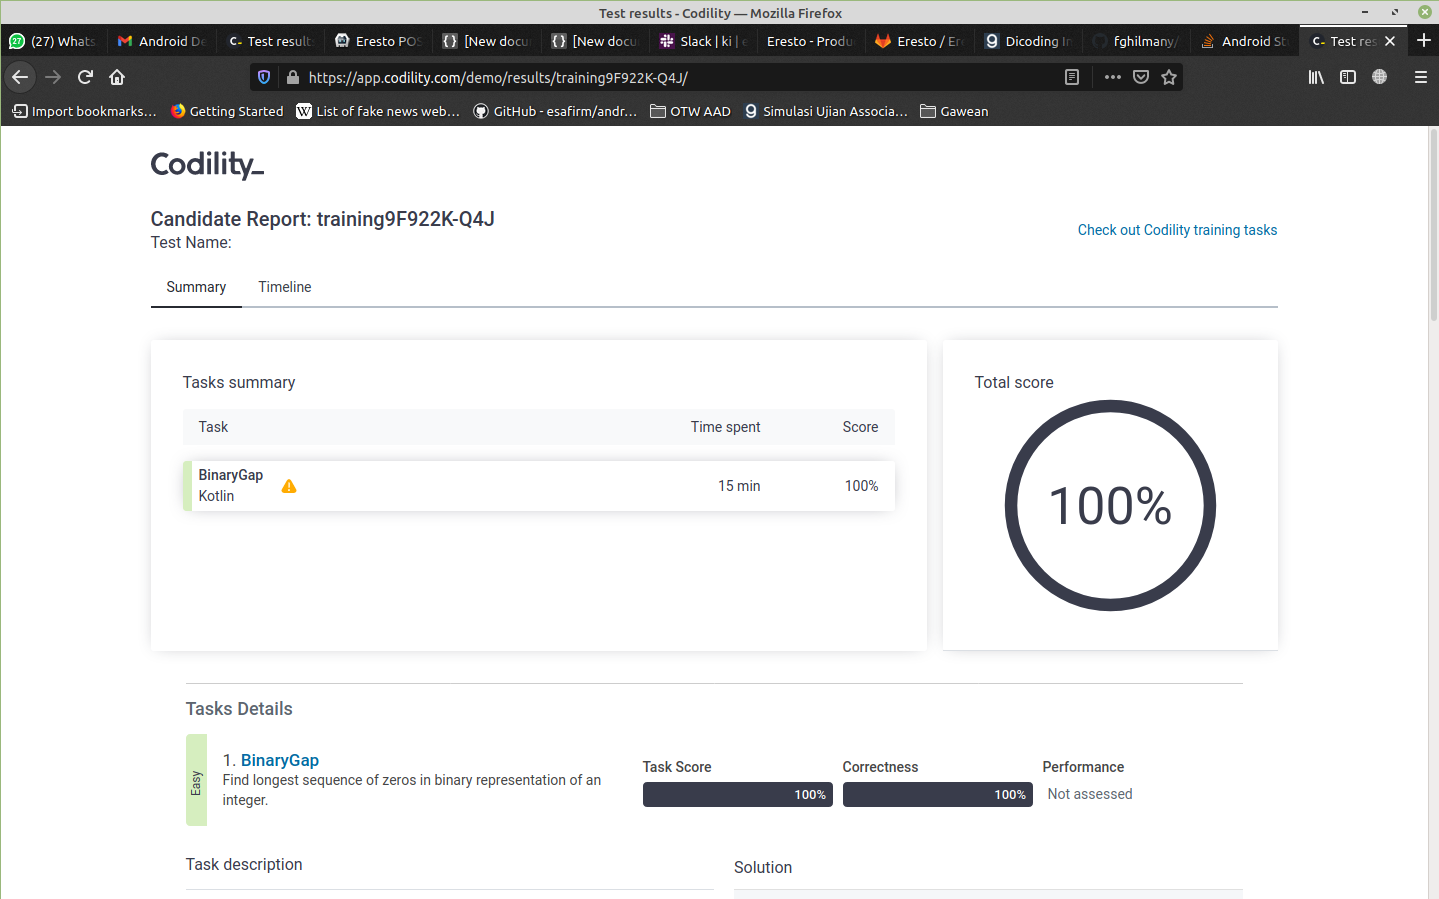 Test results - Codility — Mozilla Firefox
(27) Whats
Android De
Test results
Eresto POS
[New docu
[New docu
Slack | ki | e
Eresto - Produ
Eresto / Er
Dicoding In
fghilmany/
Android St
Test res
https://app.codility.com/demo/results/training9F922K-Q4J/
Import bookmarks...
Getting Started
List of fake news web...
GitHub - esafirm/andr...
OTW AAD
Simulasi Ujian Associa...
Gawean
Codility_
Candidate Report: training9F922K-Q4J
Test Name:
Check out Codility training tasks
Summary
Timeline
Tasks summary
Task Time spent Score
BinaryGap
Kotlin
15 min 100%
Total score
100%
Tasks Details
Easy
1. BinaryGap
Find longest sequence of zeros in binary representation of an
integer.
Task Score
100%
Correctness
100%
Performance
Not assessed
Task description
Solution